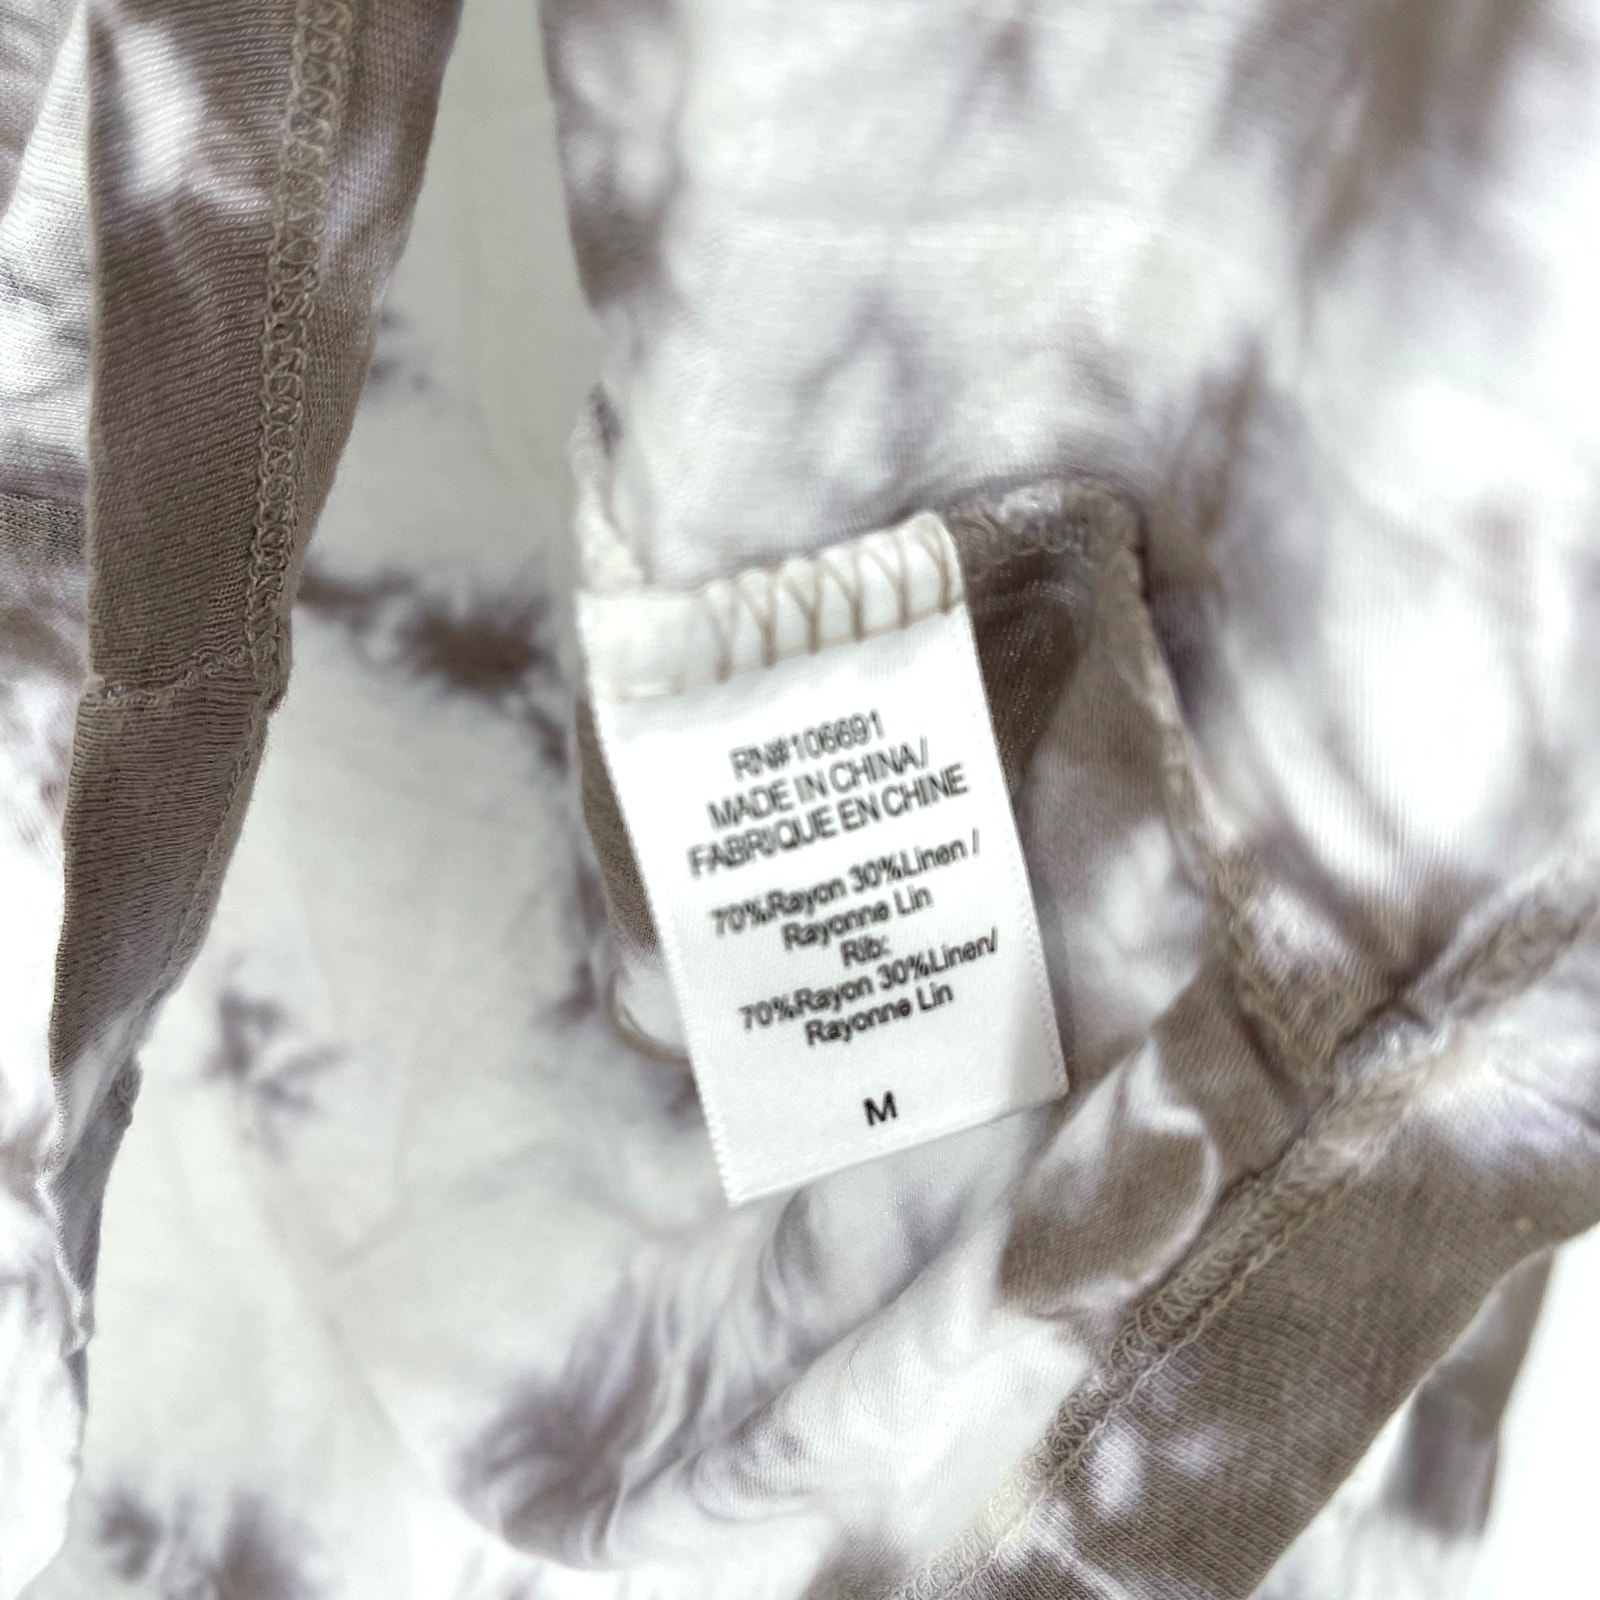 RN#106691
MADE IN CHINA/
FABRIQUE EN CHINE
70%Rayon 30%Linen /
Rayonne Lin
Rib:
70%Rayon 30%Linen/
Rayonne Lin
M